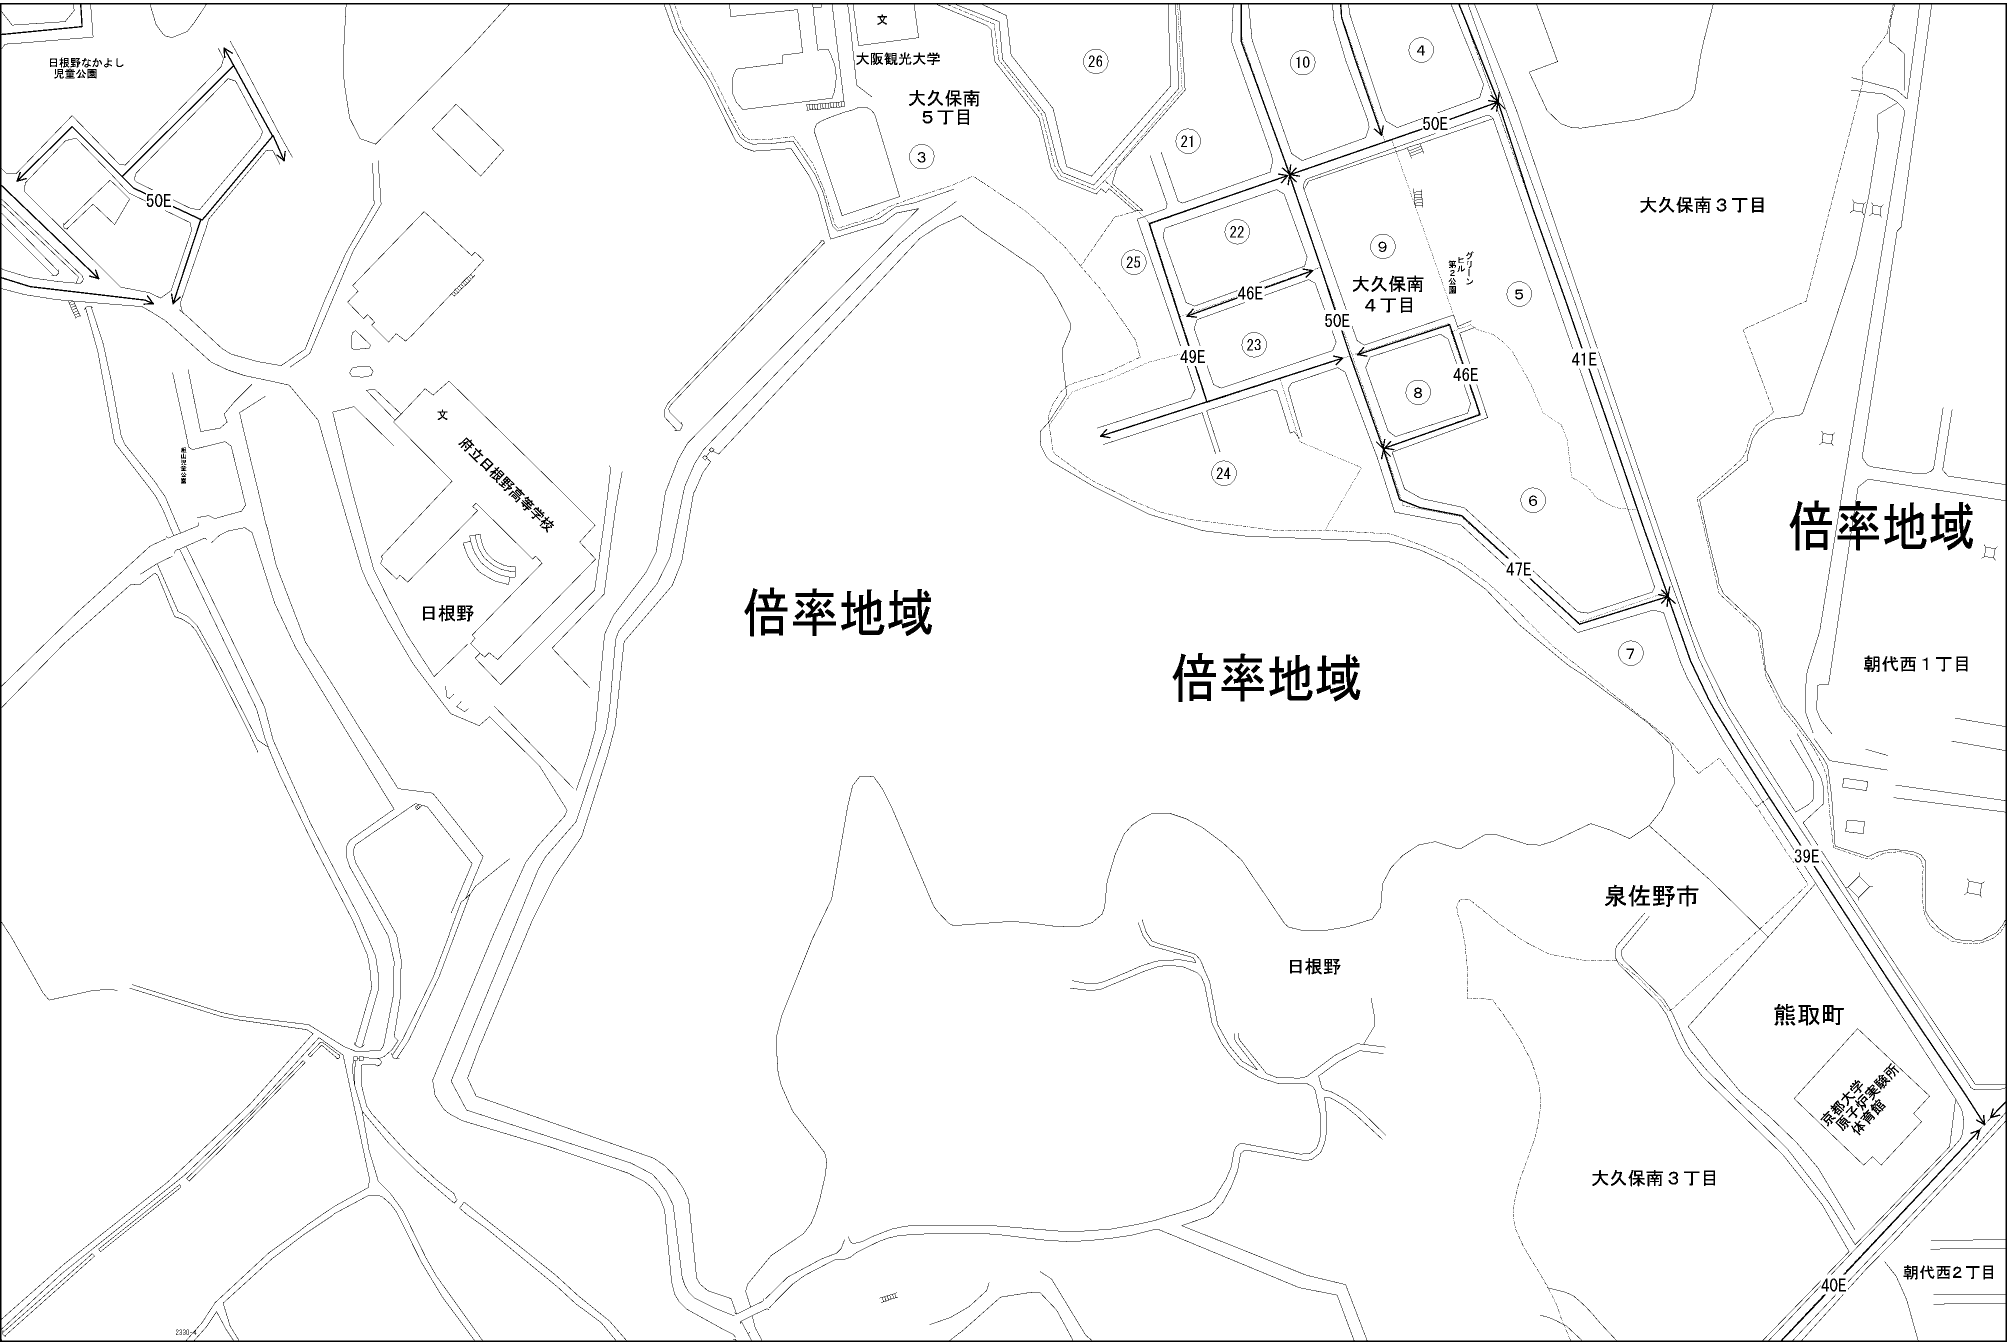 文
日根野なかよし
児童公園
大阪観光大学
大久保南
５丁目
3
26
10
4
21
50E
50E
大久保南３丁目
22
25
9
グリーン
ヒル
第２公園
大久保南
４丁目
5
46E
50E
23
49E
41E
46E
8
文
府立日根野高等学校
24
6
倍率地域
47E
日根野
倍率地域
倍率地域
7
朝代西１丁目
39E
泉佐野市
日根野
熊取町
京都大学
原子炉実験所
体育館
大久保南３丁目
朝代西２丁目
40E
2330-4